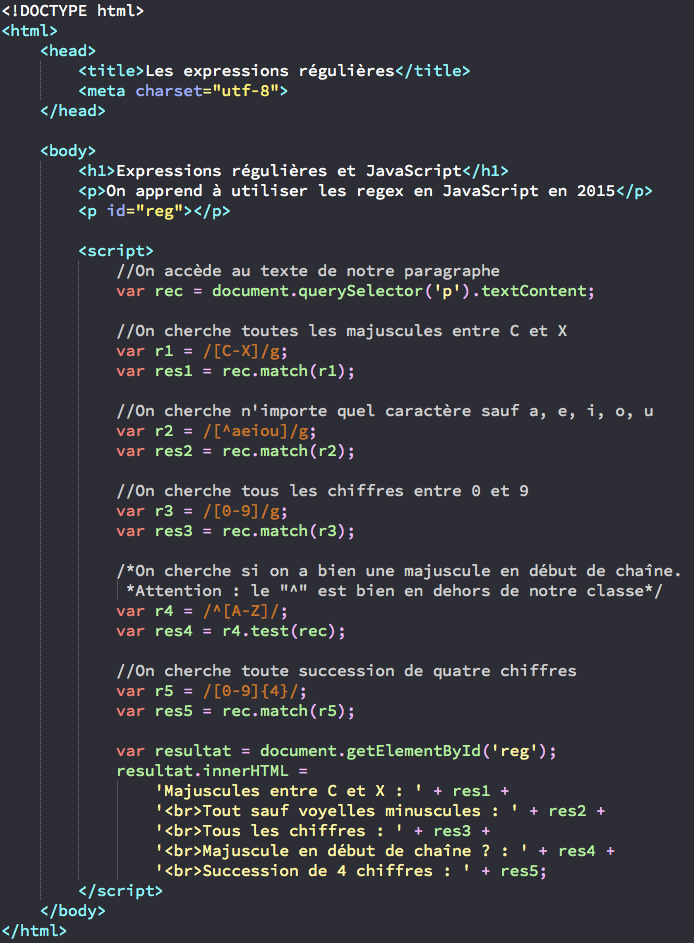 <!DOCTYPE html>
<html>
    <head>
        <title>Les expressions régulières</title>
        <meta charset="utf-8">
    </head>

    <body>
        <h1>Expressions régulières et JavaScript</h1>
        <p>On apprend à utiliser les regex en JavaScript en 2015</p>
        <p id="reg"></p>

        <script>
            //On accède au texte de notre paragraphe
            var rec = document.querySelector('p').textContent;

            //On cherche toutes les majuscules entre C et X
            var r1 = /[C-X]/g;
            var res1 = rec.match(r1);

            //On cherche n'importe quel caractère sauf a, e, i, o, u
            var r2 = /[^aeiou]/g;
            var res2 = rec.match(r2);

            //On cherche tous les chiffres entre 0 et 9
            var r3 = /[0-9]/g;
            var res3 = rec.match(r3);

            /*On cherche si on a bien une majuscule en début de chaîne.
             *Attention : le "^" est bien en dehors de notre classe*/
            var r4 = /^[A-Z]/;
            var res4 = r4.test(rec);

            //On cherche toute succession de quatre chiffres
            var r5 = /[0-9]{4}/;
            var res5 = rec.match(r5);

            var resultat = document.getElementById('reg');
            resultat.innerHTML =
                'Majuscules entre C et X : ' + res1 +
                '<br>Tout sauf voyelles minuscules : ' + res2 +
                '<br>Tous les chiffres : ' + res3 +
                '<br>Majuscule en début de chaîne ? : ' + res4 +
                '<br>Succession de 4 chiffres : ' + res5;
        </script>
    </body>
</html>